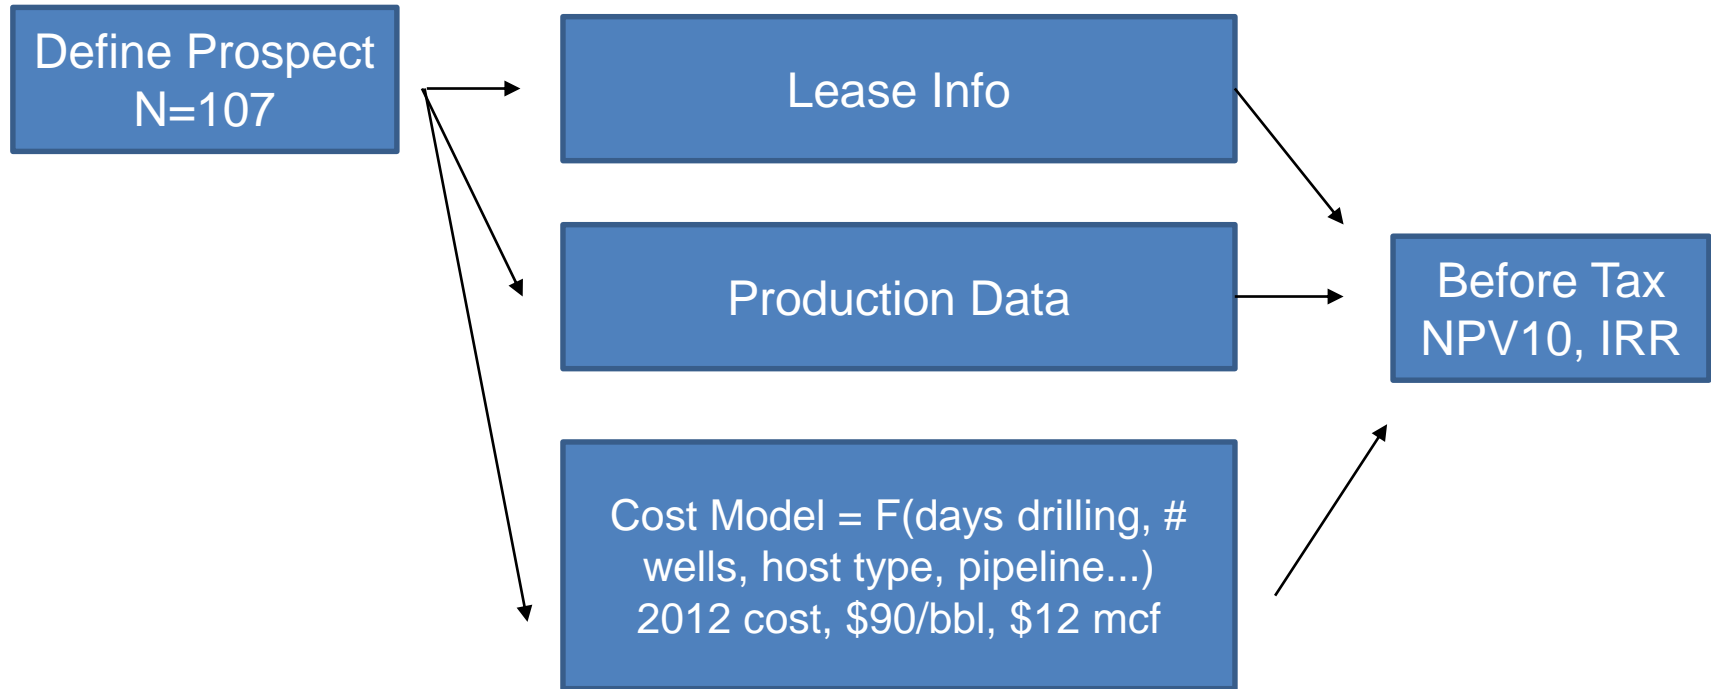 Define Prospect
N=107
Lease Info
Production Data
Before Tax
NPV10, IRR
Cost Model = F(days drilling, #
wells, host type, pipeline...)
2012 cost, $90/bbl, $12 mcf